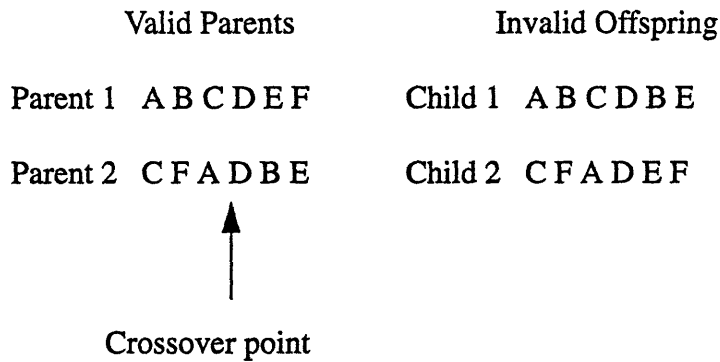 Valid Parents Invalid Offspring
Parent 1 A B C D E F Child 1 A B C D B E
Parent 2 C F A D B E Child 2 C F A D E F
Crossover point